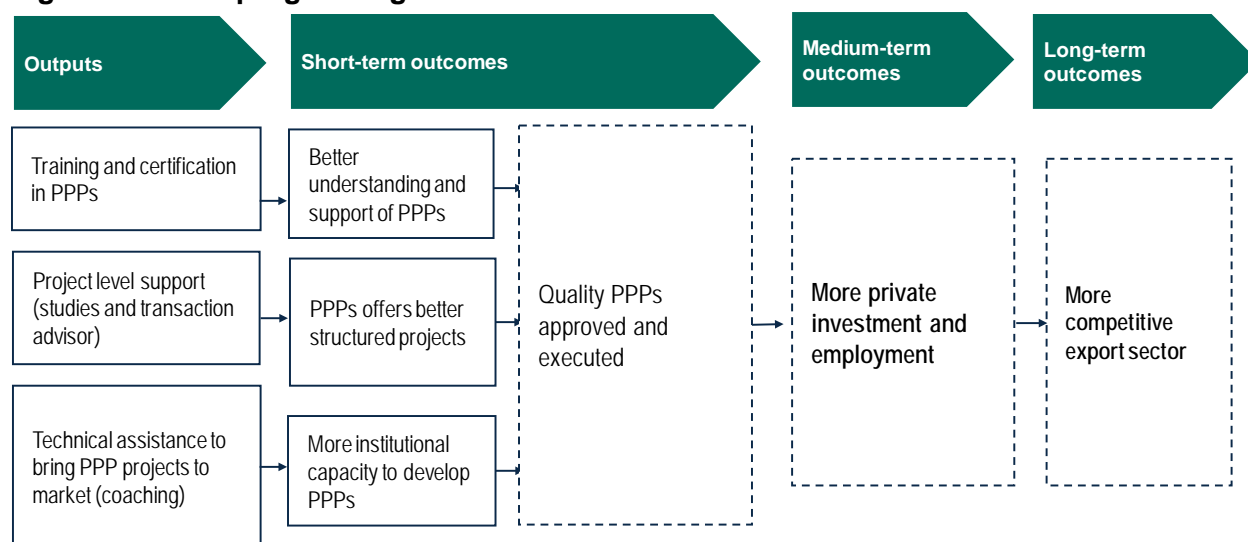 Outputs
Short-term outcomes
Medium-term
outcomes
Long-term
outcomes
Training and certification
in PPPs
Better
understanding and
support of PPPs
Project level support
(studies and transaction
advisor)
PPPs offers better
structured projects
Quality PPPs
approved and
executed
More private
investment and
employment
More
competitive
export sector
Technical assistance to
bring PPP projects to
market (coaching)
More institutional
capacity to develop
PPPs